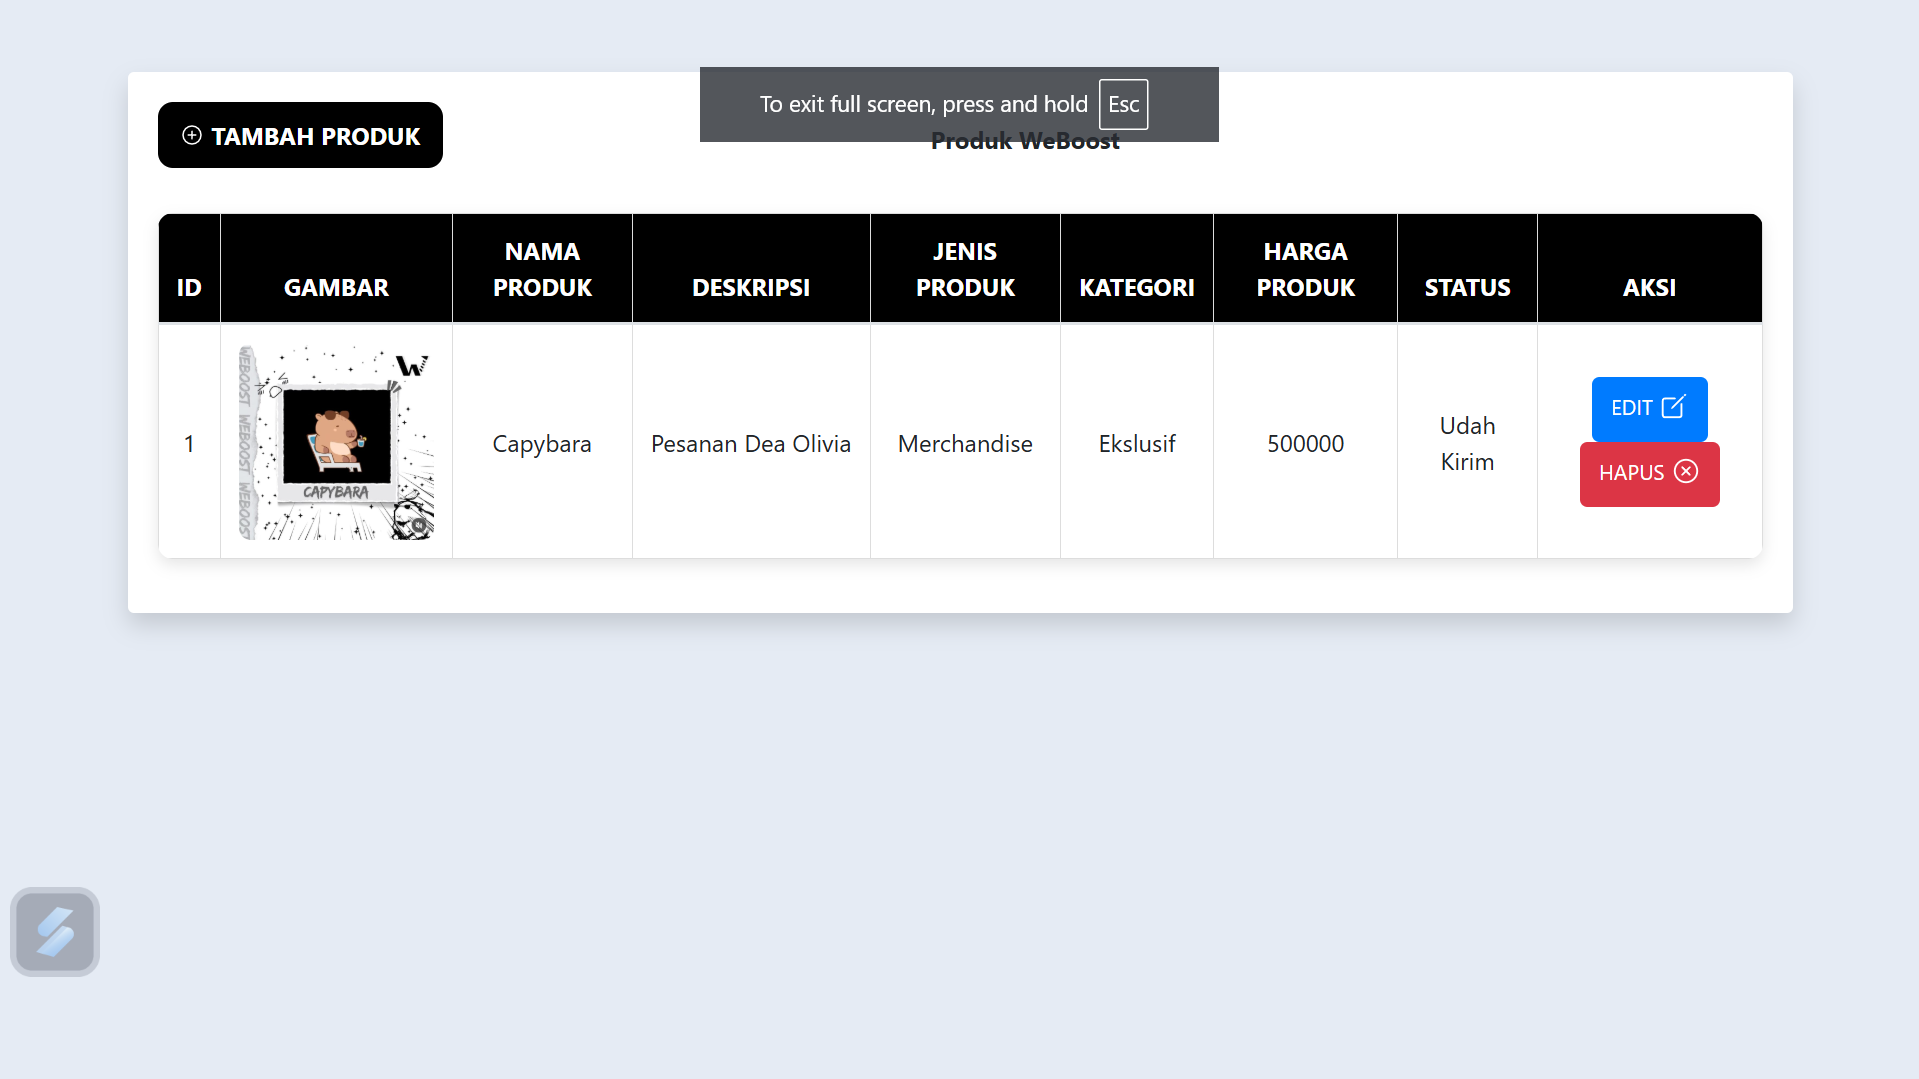 To exit full screen, press and hold Esc
TAMBAH PRODUK
Produk WeBoost
ID
GAMBAR
NAMA
PRODUK
DESKRIPSI
JENIS
PRODUK
KATEGORI
HARGA
PRODUK
STATUS
AKSI
1
WEBOOST WEBOOST WEBOOST
W
CAPYBARA
Capybara
Pesanan Dea Olivia
Merchandise
Ekslusif
500000
Udah
Kirim
EDIT
HAPUS